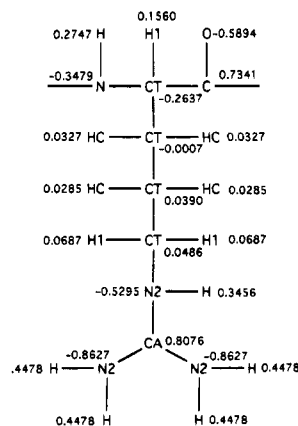 0.1560
0.2747 H H1 O -0.5894
-0.3479 0.7341
N CT C
-0.2637
0.0327 HC CT HC 0.0327
-0.0007
0.0285 HC CT HC 0.0285
0.0390
0.0687 H1 CT H1 0.0687
0.0486
-0.5295 N2 H 0.3456
CA 0.8076
-0.8627 -0.8627
.4478 H N2 N2 H 0.4478
0.4478 H H 0.4478